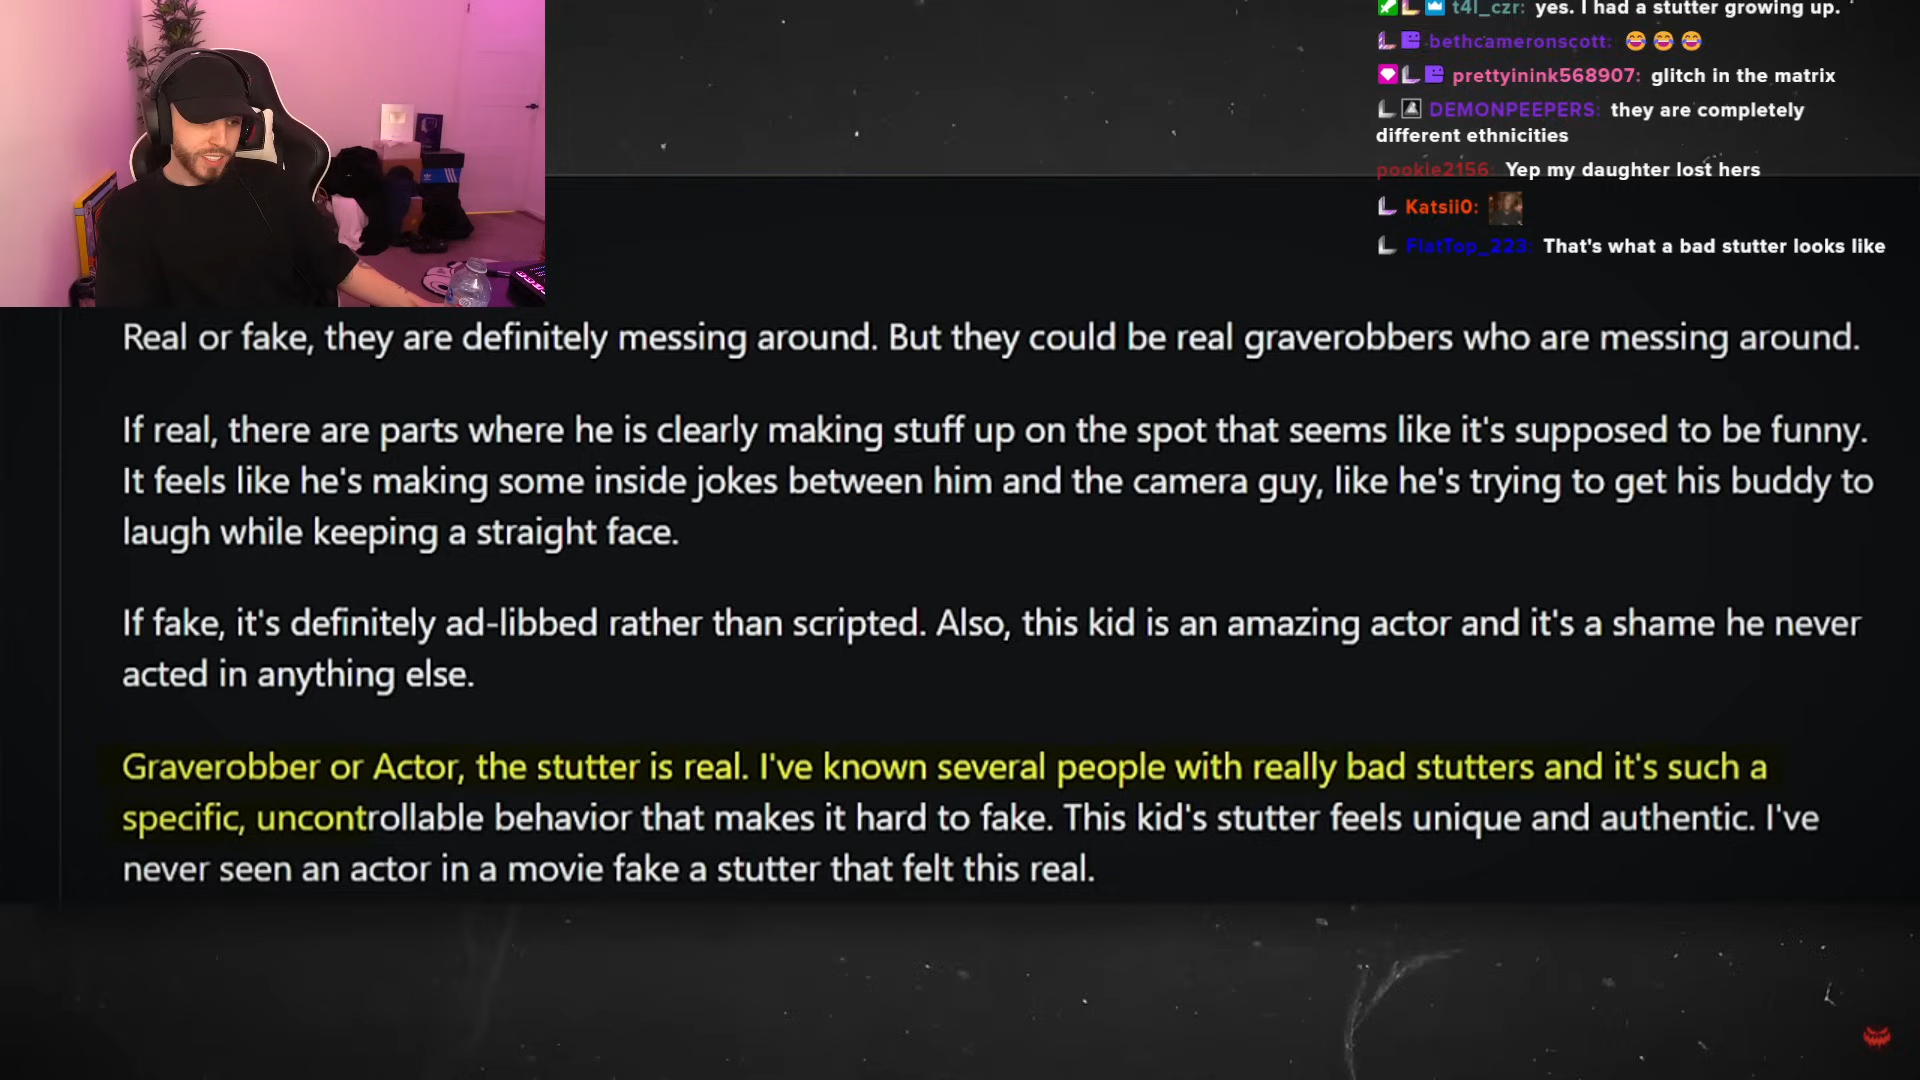 t4l_czr: yes. I had a stutter growing up.
bethcameronscott: 😂 😂 😂
prettyinink568907: glitch in the matrix
DEMONPEEPERS: they are completely
different ethnicities
pookie2156: Yep my daughter lost hers
Katsii0:
FlatTop_223: That's what a bad stutter looks like
Real or fake, they are definitely messing around. But they could be real graverobbers who are messing around.
If real, there are parts where he is clearly making stuff up on the spot that seems like it's supposed to be funny.
It feels like he's making some inside jokes between him and the camera guy, like he's trying to get his buddy to
laugh while keeping a straight face.
If fake, it's definitely ad-libbed rather than scripted. Also, this kid is an amazing actor and it's a shame he never
acted in anything else.
Graverobber or Actor, the stutter is real. I've known several people with really bad stutters and it's such a
specific, uncontrollable behavior that makes it hard to fake. This kid's stutter feels unique and authentic. I've
never seen an actor in a movie fake a stutter that felt this real.